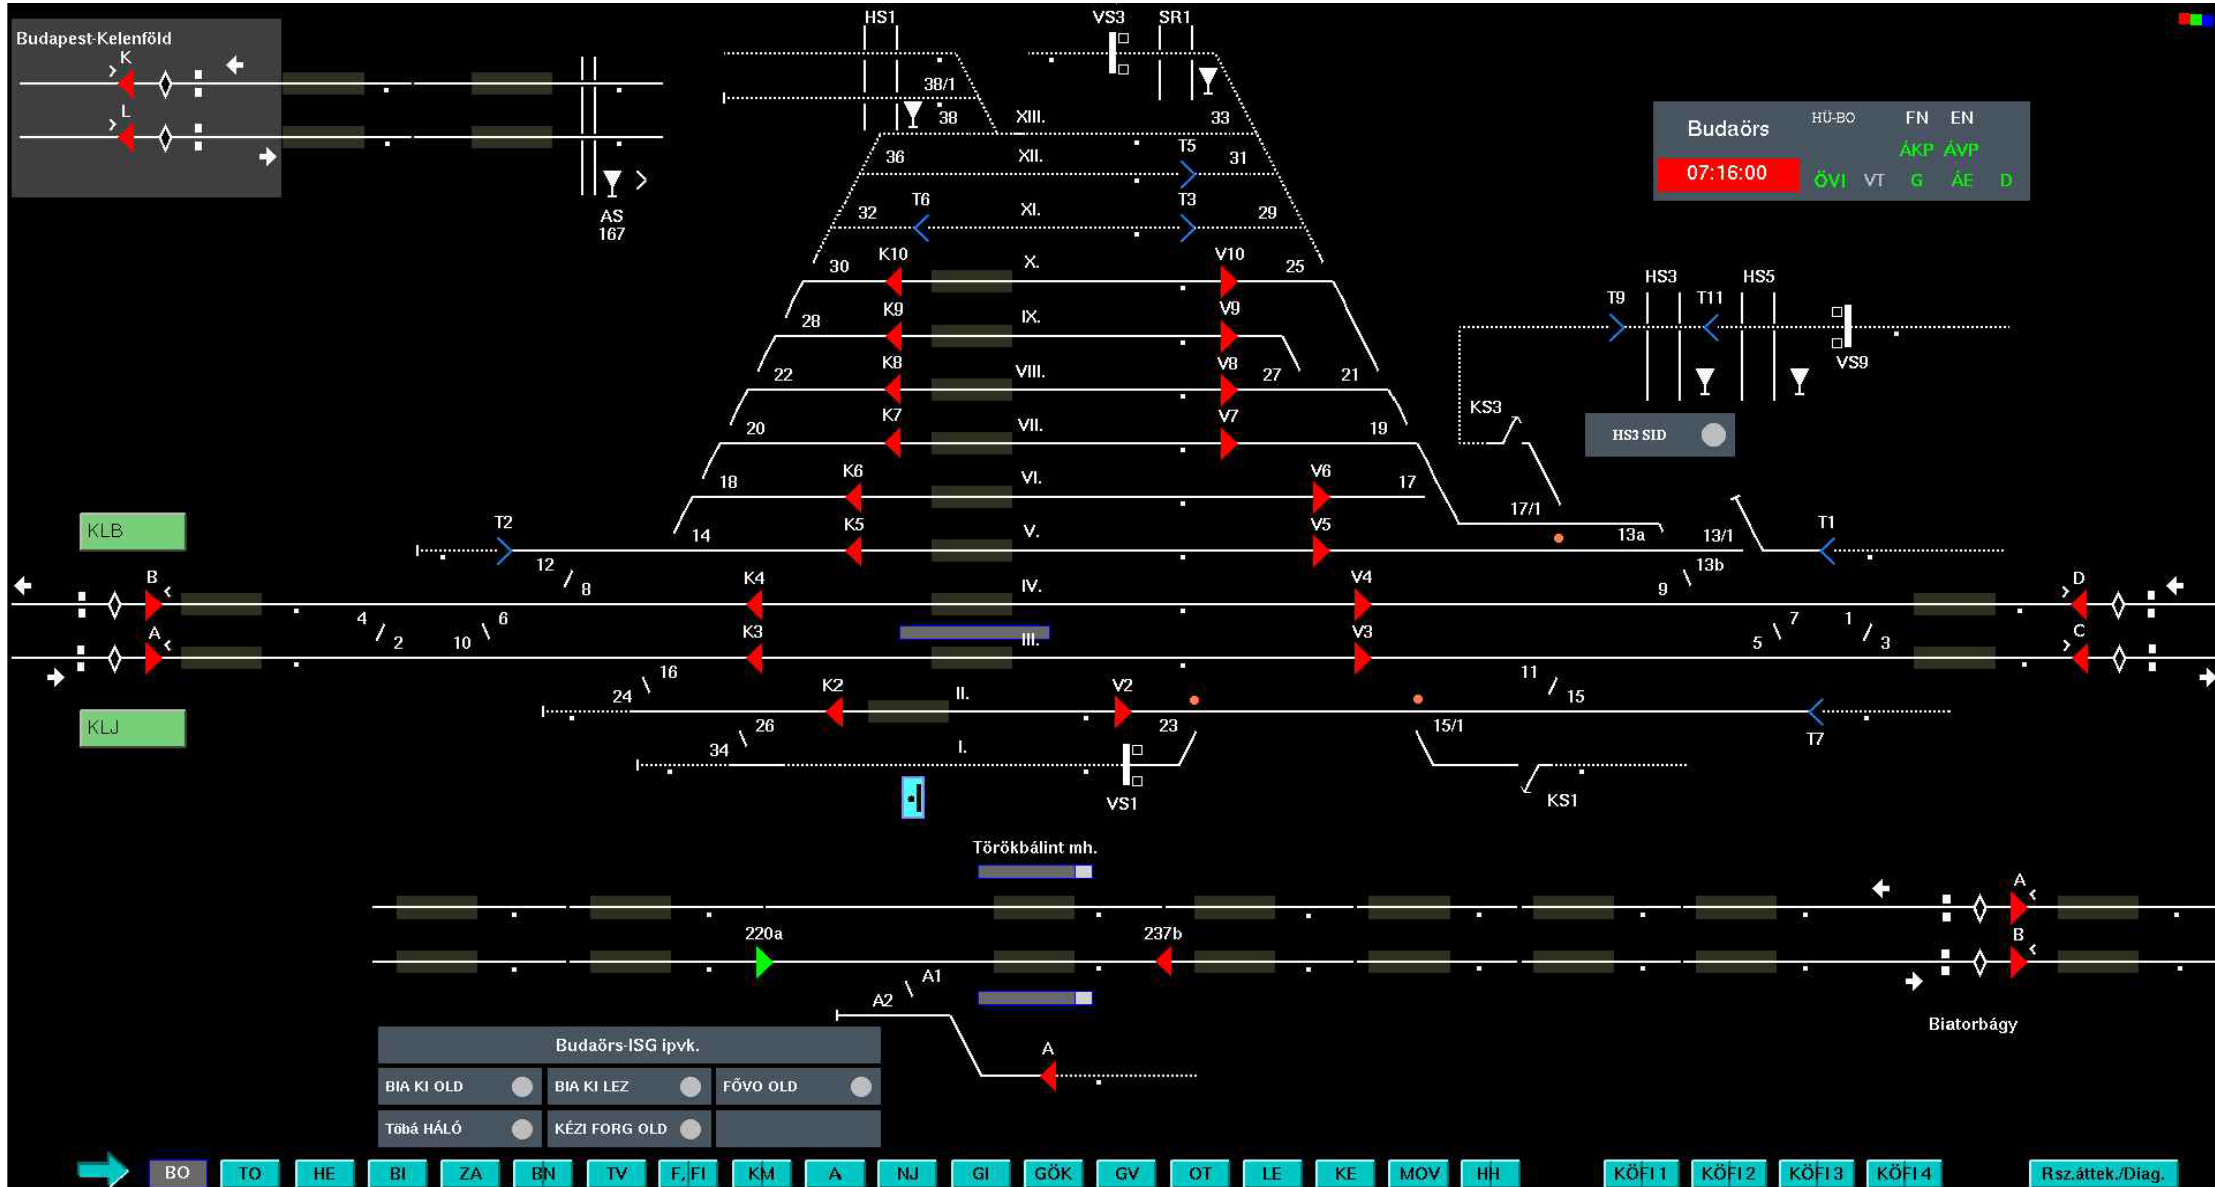 HS1
VS3
SR1
Budapest-Kelenföld
K
38/1
L
38
XIII.
33
Budaörs
HÜ-BO
FN
EN
36
XII.
T5
31
ÁKP
ÁVP
07:16:00
ÖVI
VT
G
ÁE
D
AS
167
32
T6
XI.
T3
29
30
K10
X.
V10
25
HS3
HS5
T9
T11
28
K9
IX.
V9
VS9
22
K8
VIII.
V8
27
21
KS3
20
K7
VII.
V7
19
HS3 SID
18
K6
VI.
V6
17
17/1
KLB
T2
14
K5
V.
V5
13a
13/1
T1
12
13b
B
8
K4
IV.
V4
9
D
4
6
7
1
A
2
10
K3
III.
V3
5
3
C
16
11
24
K2
II.
V2
15
KLJ
26
23
15/1
T7
34
I.
VS1
KS1
Törökbálint mh.
A
220a
237b
B
A1
A2
Biatorbágy
Budaörs-ISG ipvk.
A
BIA KI OLD
BIA KI LEZ
FŐVO OLD
Töbá HÁLÓ
KÉZI FORG OLD
BO
TO
HE
BI
ZA
BN
TV
F, FI
KM
A
NJ
GI
GÖK
GV
OT
LE
KE
MOV
HH
KÖFI 1
KÖFI 2
KÖFI 3
KÖFI 4
Rsz.áttek./Diag.